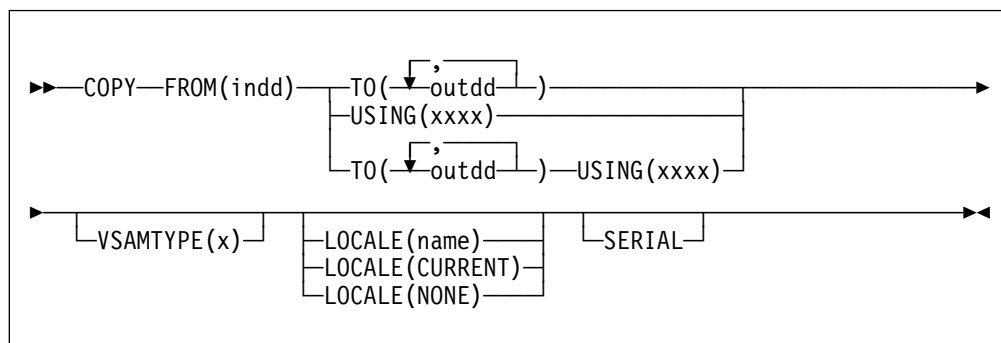 ,
COPY FROM(indd) TO( outdd )
USING(xxxx)
,
TO( outdd ) USING(xxxx)
VSAMTYPE(x) LOCALE(name) SERIAL
LOCALE(CURRENT)
LOCALE(NONE)